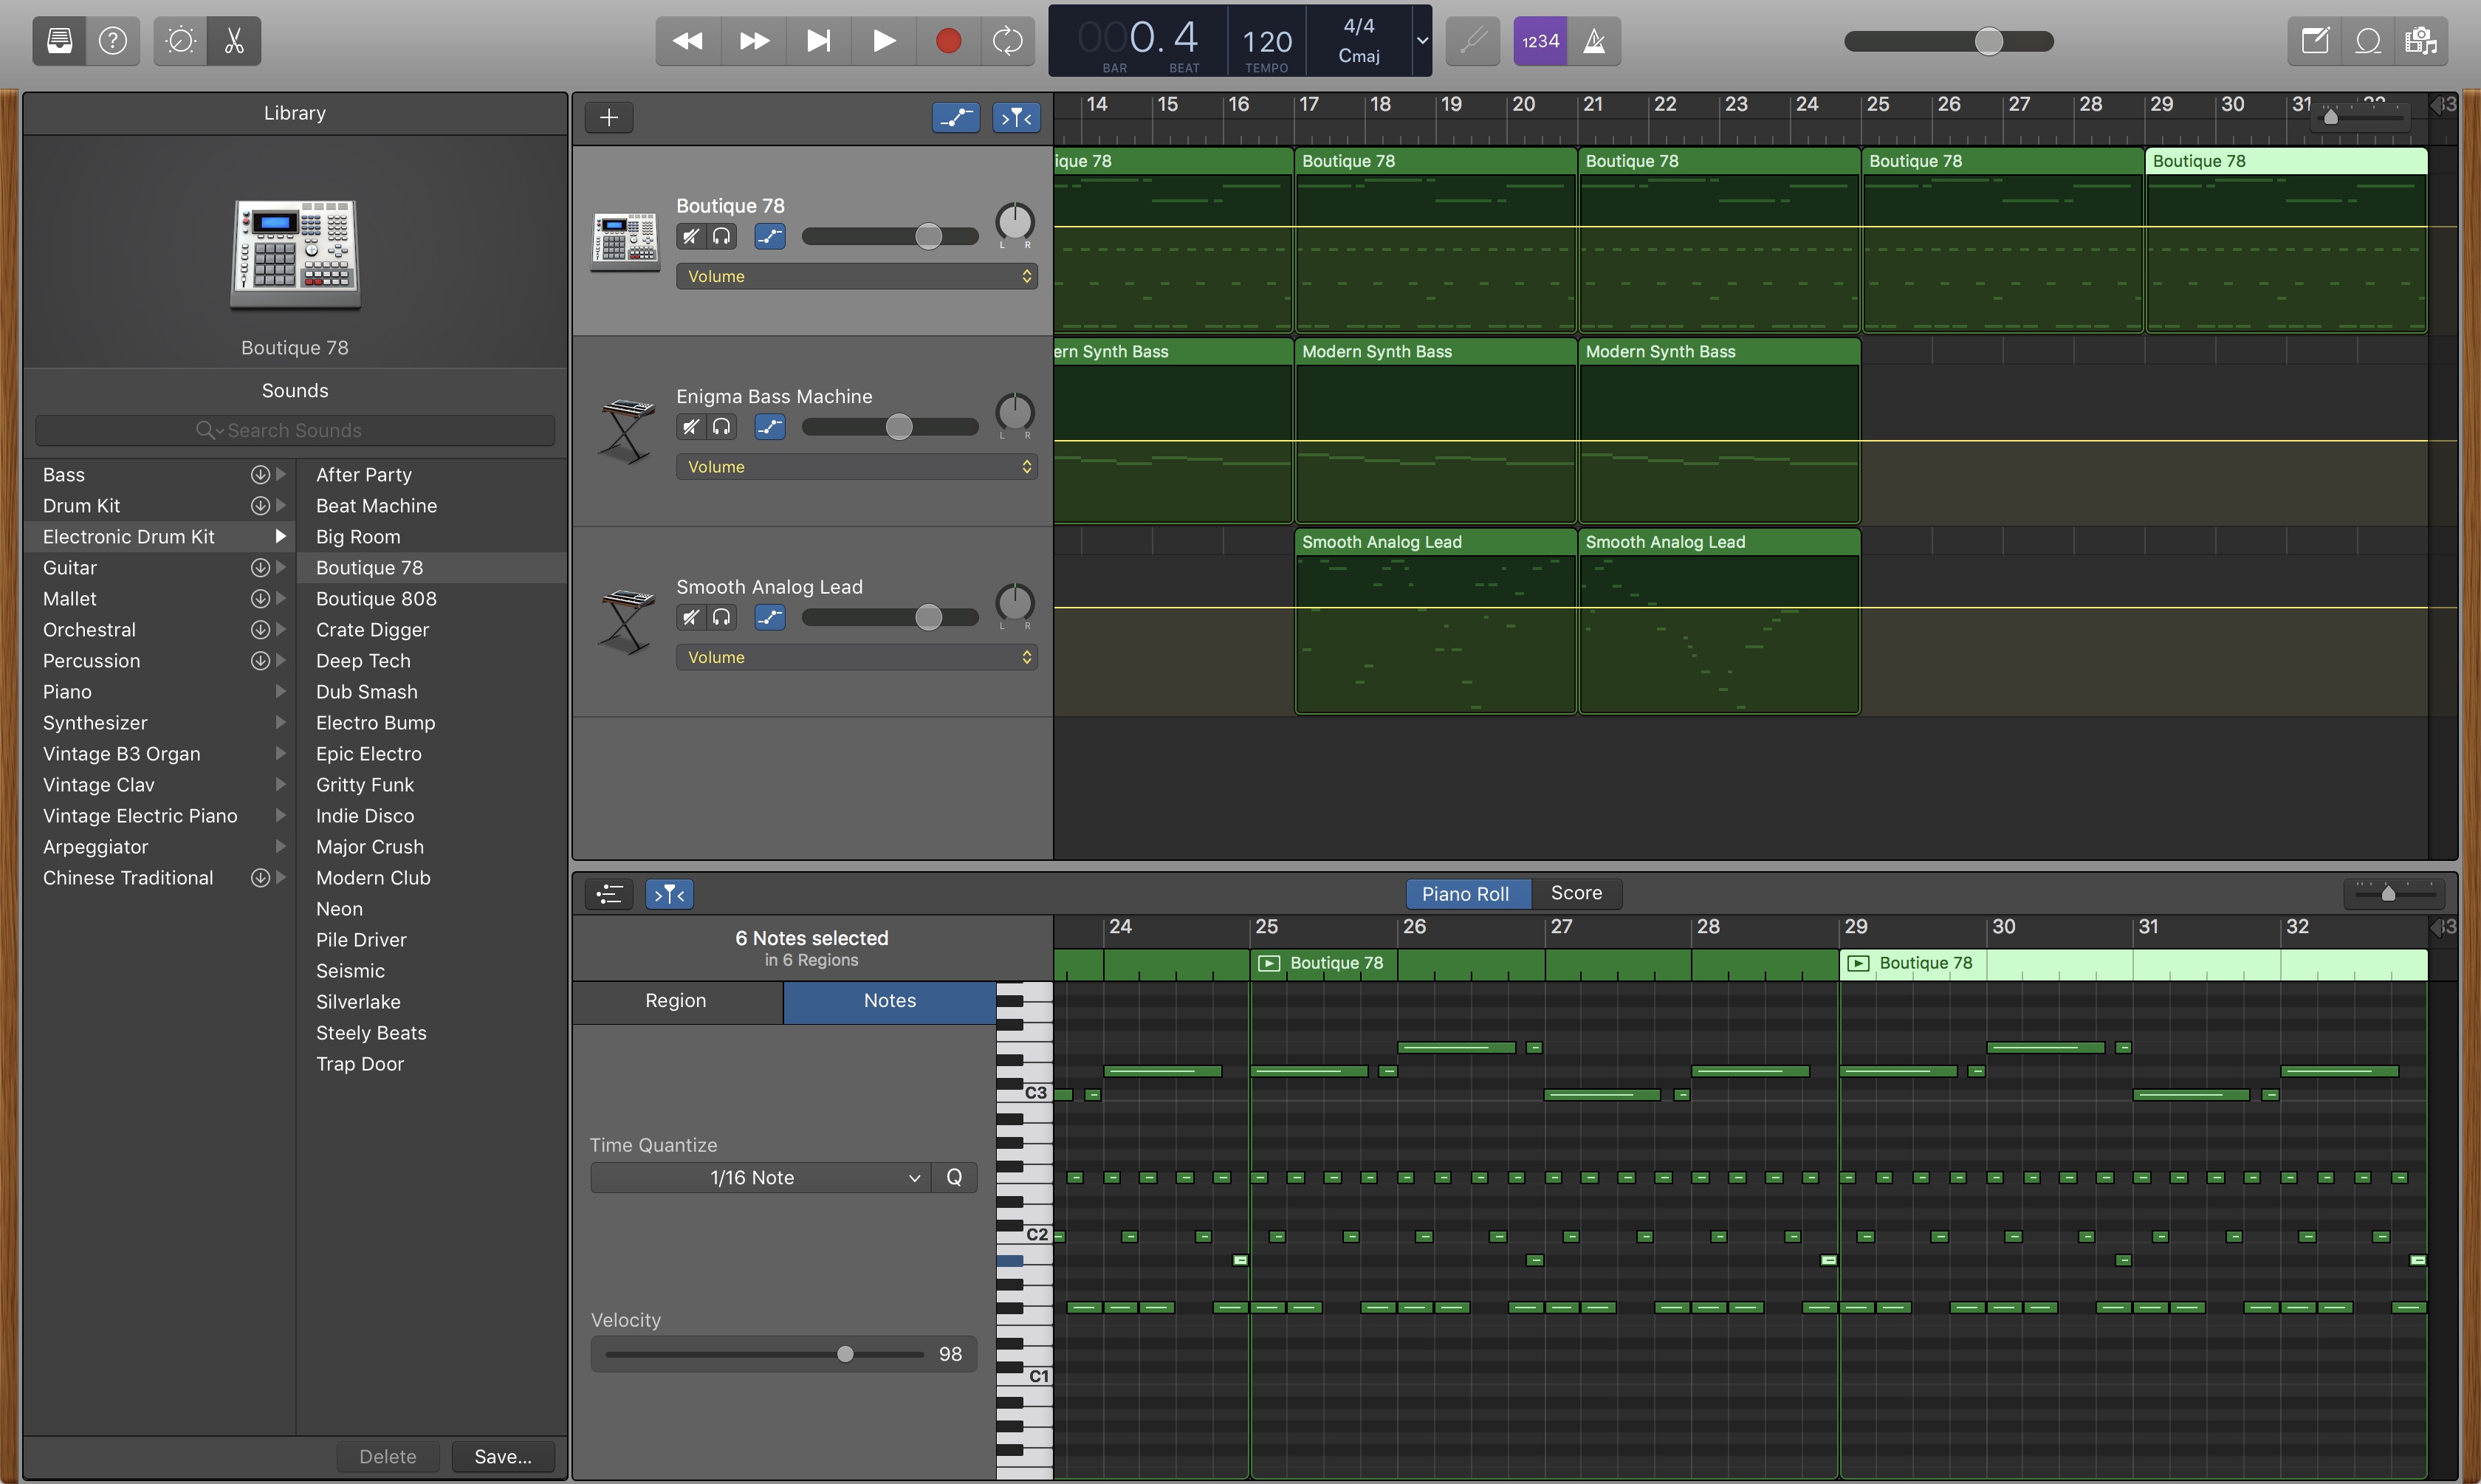 000.4
120
4/4
Cmaj
BAR
BEAT
TEMPO
1234
Library
Boutique 78
Sounds
Search Sounds
Bass
Drum Kit
Electronic Drum Kit
Guitar
Mallet
Orchestral
Percussion
Piano
Synthesizer
Vintage B3 Organ
Vintage Clav
Vintage Electric Piano
Arpeggiator
Chinese Traditional
After Party
Beat Machine
Big Room
Boutique 78
Boutique 808
Crate Digger
Deep Tech
Dub Smash
Electro Bump
Epic Electro
Gritty Funk
Indie Disco
Major Crush
Modern Club
Neon
Pile Driver
Seismic
Silverlake
Steely Beats
Trap Door
Delete
Save...
14 15 16 17 18 19 20 21 22 23 24 25 26 27 28 29 30 31
Boutique 78
L R
Volume
Enigma Bass Machine
L R
Volume
Smooth Analog Lead
L R
Volume
ique 78
Boutique 78
Boutique 78
Boutique 78
Boutique 78
ern Synth Bass
Modern Synth Bass
Modern Synth Bass
Smooth Analog Lead
Smooth Analog Lead
Piano Roll
Score
6 Notes selected
in 6 Regions
Region
Notes
Time Quantize
1/16 Note
Q
Velocity
98
24 25 26 27 28 29 30 31 32
Boutique 78
Boutique 78
C3
C2
C1